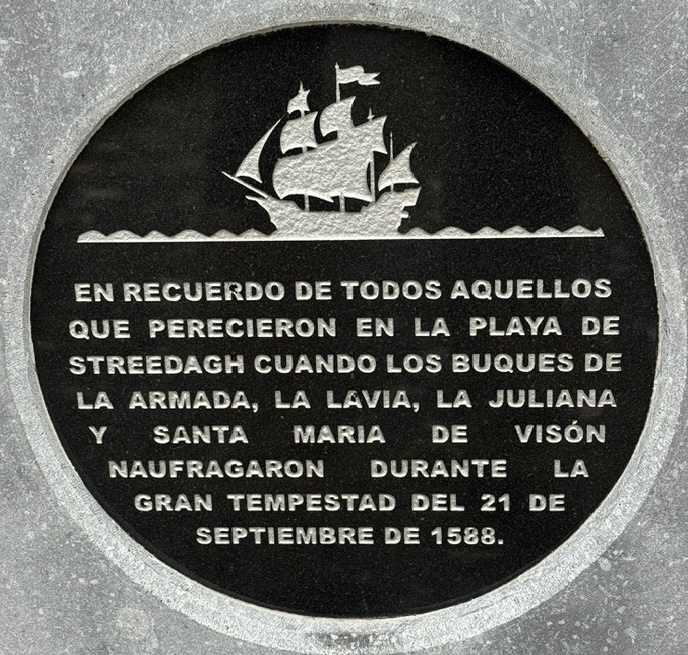 EN RECUERDO DE TODOS AQUELLOS
QUE PERECIERON EN LA PLAYA DE
STREEDAGH CUANDO LOS BUQUES DE
LA ARMADA, LA LAVIA, LA JULIANA
Y SANTA MARIA DE VISÓN
NAUFRAGARON DURANTE LA
GRAN TEMPESTAD DEL 21 DE
SEPTIEMBRE DE 1588.